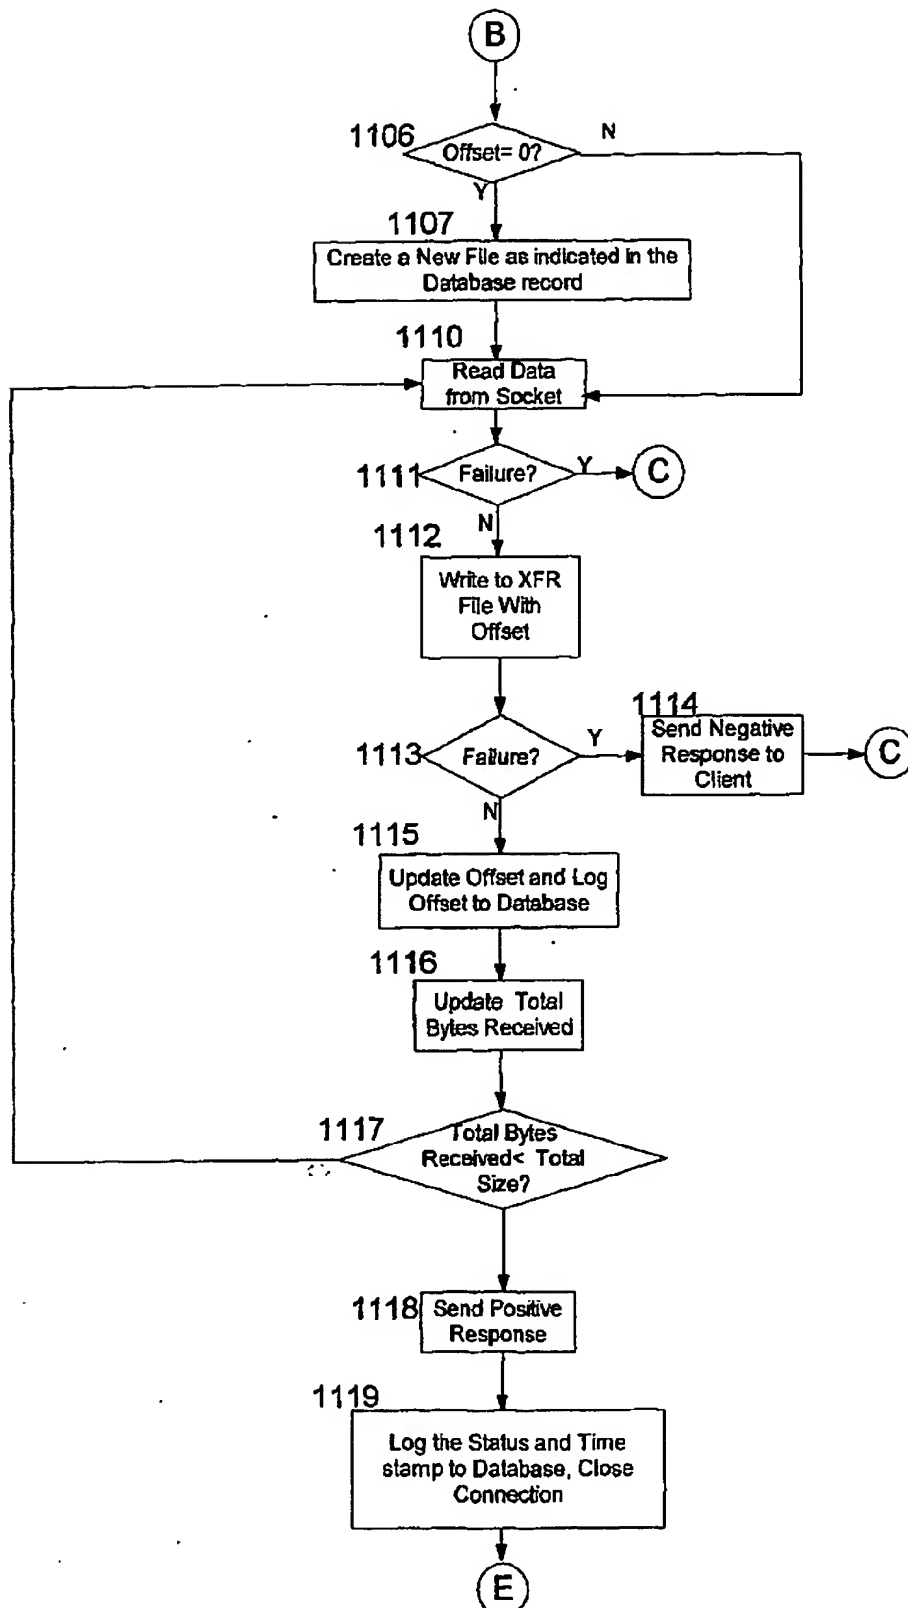 B
1106
Offset= 0?
N
Y
1107
Create a New File as indicated in the
Database record
1110
Read Data
from Socket
1111
Failure?
Y
C
N
1112
Write to XFR
File With
Offset
1113
Failure?
Y
1114
Send Negative
Response to
Client
C
N
1115
Update Offset and Log
Offset to Database
1116
Update Total
Bytes Received
1117
Total Bytes
Received< Total
Size?
1118
Send Positive
Response
1119
Log the Status and Time
stamp to Database, Close
Connection
E